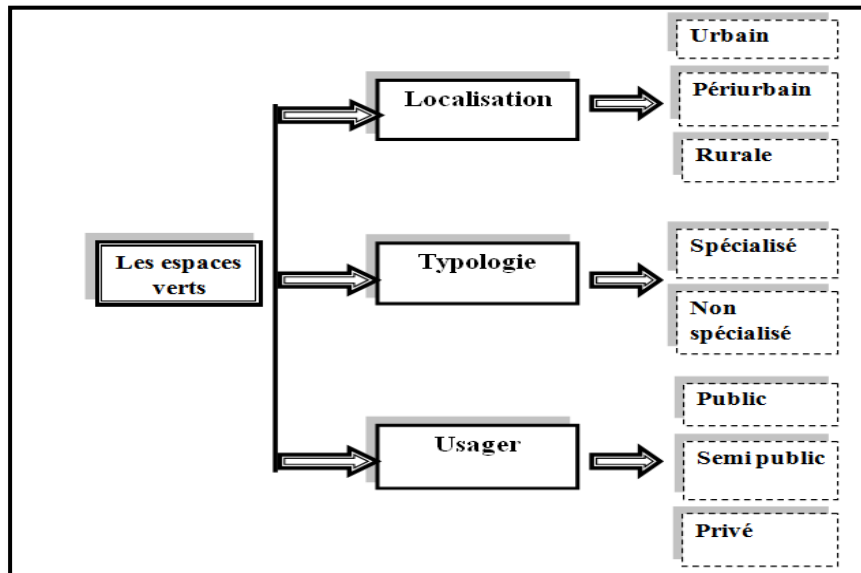 Les espaces
verts
Localisation
Urbain
Périurbain
Rurale
Typologie
Spécialisé
Non
spécialisé
Usager
Public
Semi public
Privé